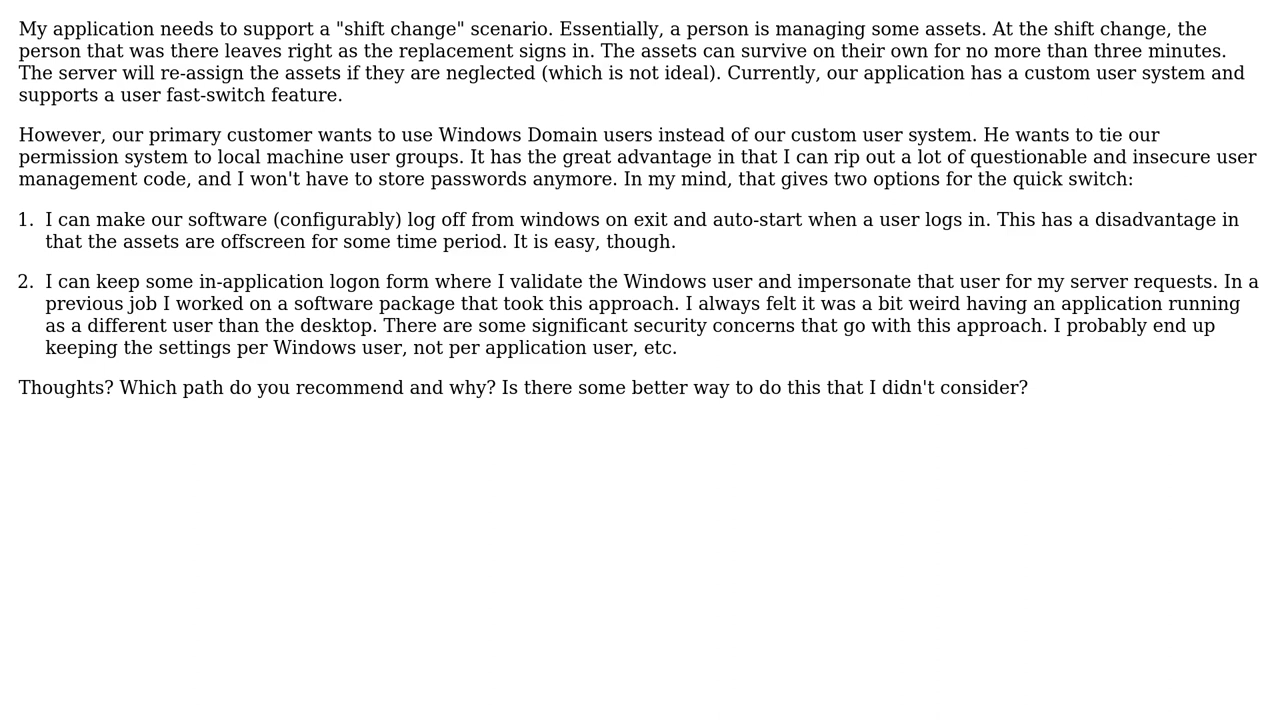 My application needs to support a "shift change" scenario. Essentially, a person is managing some assets. At the shift change, the
person that was there leaves right as the replacement signs in. The assets can survive on their own for no more than three minutes.
The server will re-assign the assets if they are neglected (which is not ideal). Currently, our application has a custom user system and
supports a user fast-switch feature.
However, our primary customer wants to use Windows Domain users instead of our custom user system. He wants to tie our
permission system to local machine user groups. It has the great advantage in that I can rip out a lot of questionable and insecure user
management code, and I won't have to store passwords anymore. In my mind, that gives two options for the quick switch:
1. I can make our software (configurably) log off from windows on exit and auto-start when a user logs in. This has a disadvantage in
that the assets are offscreen for some time period. It is easy, though.
2. I can keep some in-application logon form where I validate the Windows user and impersonate that user for my server requests. In a
previous job I worked on a software package that took this approach. I always felt it was a bit weird having an application running
as a different user than the desktop. There are some significant security concerns that go with this approach. I probably end up
keeping the settings per Windows user, not per application user, etc.
Thoughts? Which path do you recommend and why? Is there some better way to do this that I didn't consider?